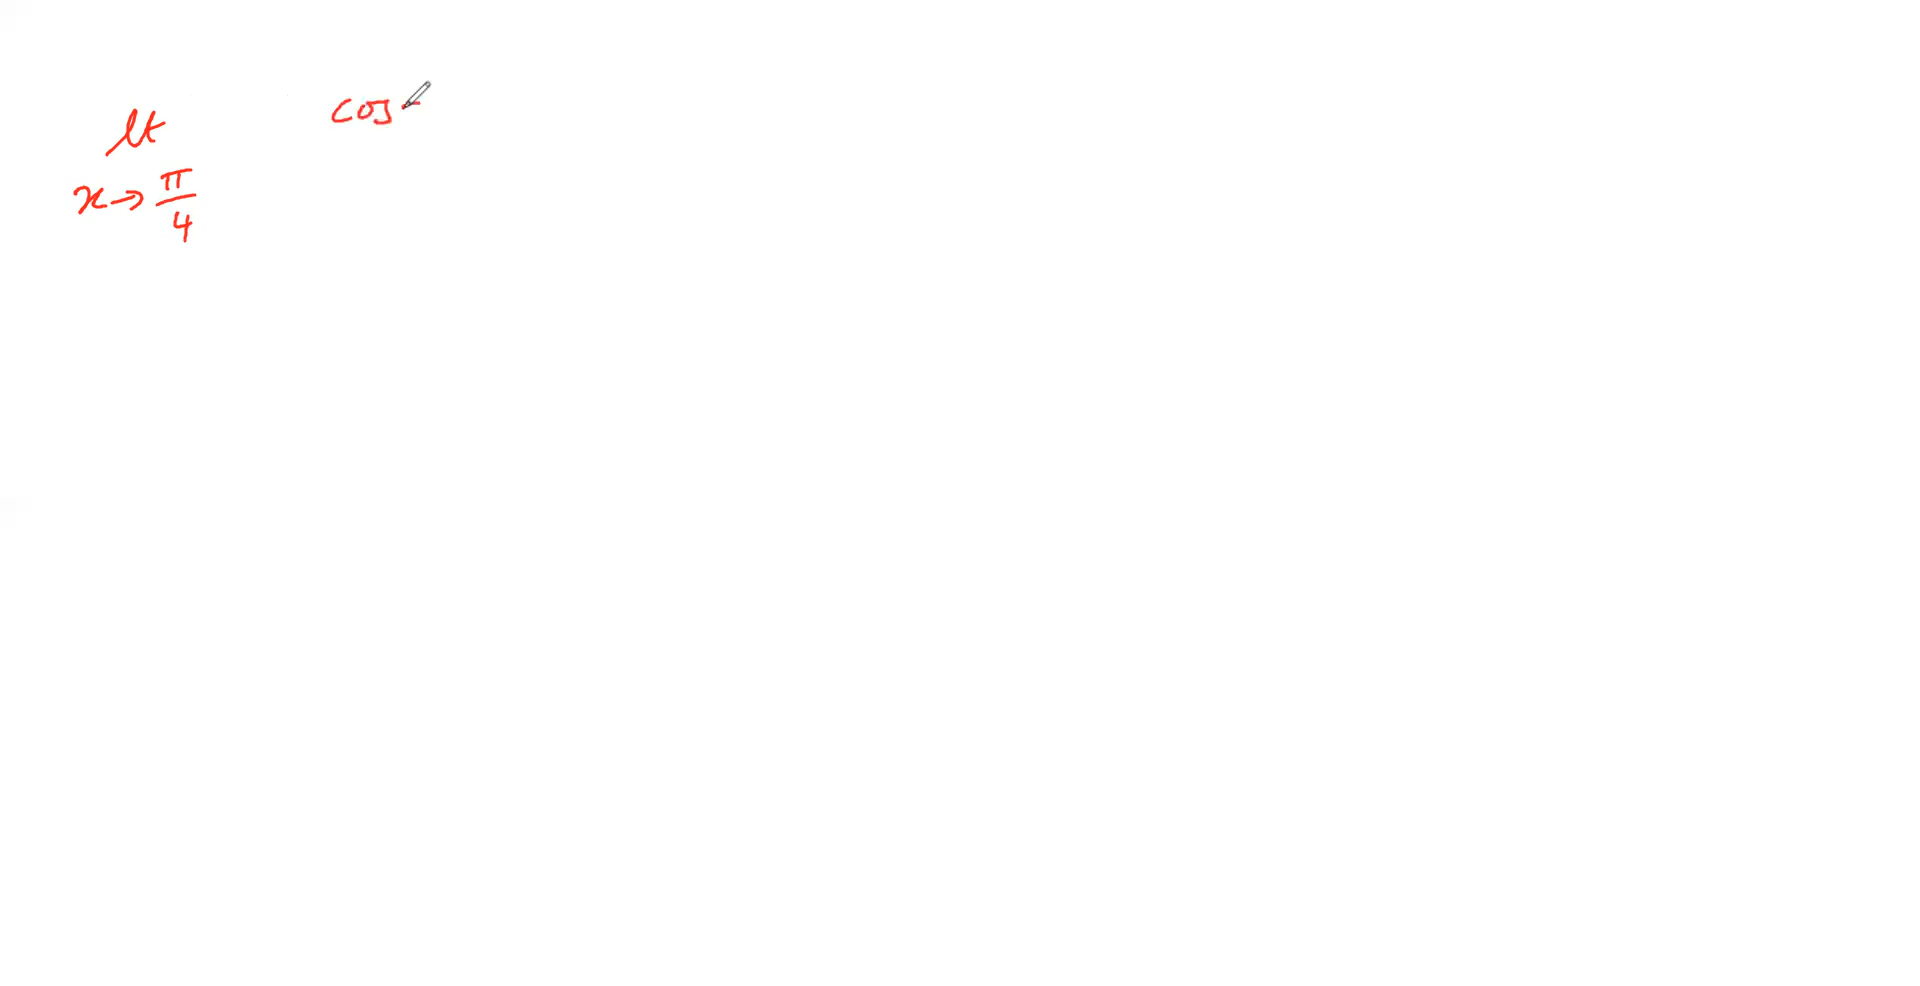 lt cos -
x → π/4